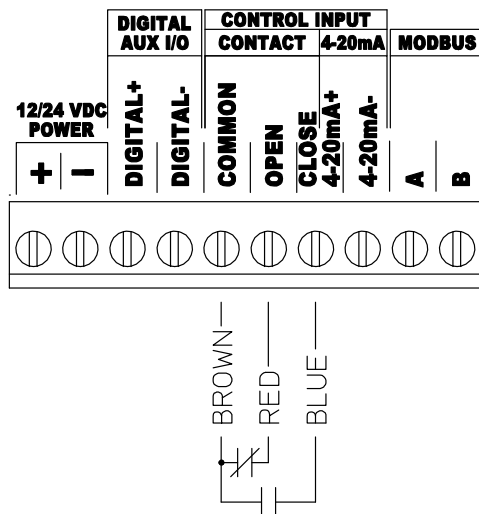 DIGITAL
AUX I/O
CONTROL INPUT
CONTACT
4-20mA
MODBUS
12/24 VDC
POWER
+
-
DIGITAL+
DIGITAL-
COMMON
OPEN
CLOSE
4-20mA+
4-20mA-
A
B
BROWN
RED
BLUE